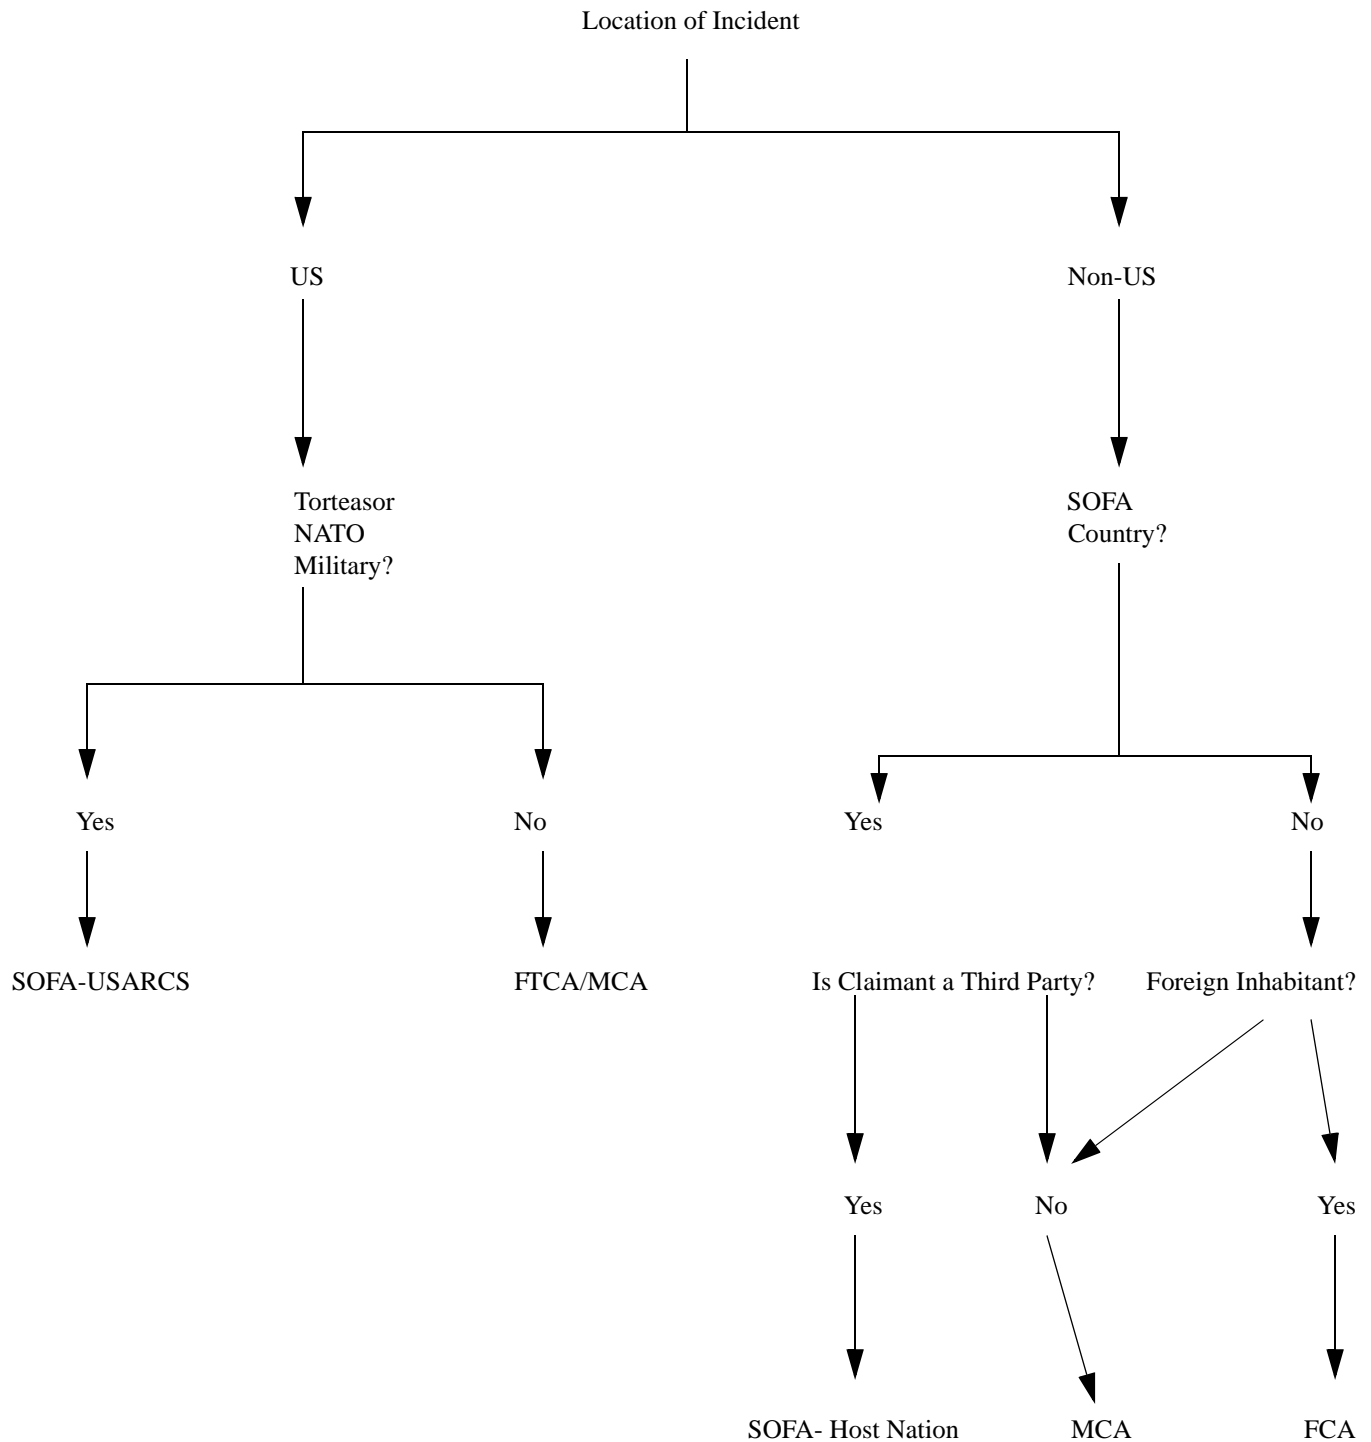 Location of Incident
US
Non-US
Torteasor
NATO
Military?
SOFA
Country?
Yes
No
Yes
No
SOFA-USARCS
FTCA/MCA
Is Claimant a Third Party?
Foreign Inhabitant?
Yes
No
Yes
SOFA- Host Nation
MCA
FCA